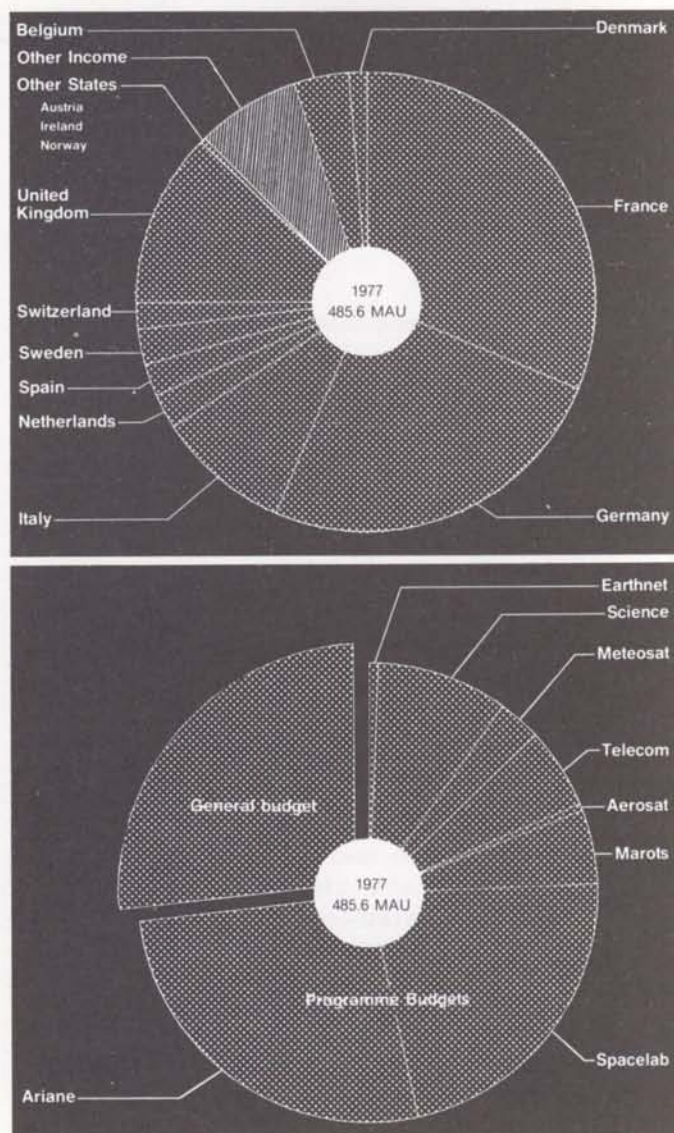 Belgium
Denmark
Other Income
Other States
Austria
Ireland
Norway
United
Kingdom
France
1977
485.6 MAU
Switzerland
Sweden
Spain
Netherlands
Italy
Germany
Earthnet
Science
Meteosat
Telecom
General budget
Aerosat
Marots
1977
485.6 MAU
Programme Budgets
Spacelab
Ariane